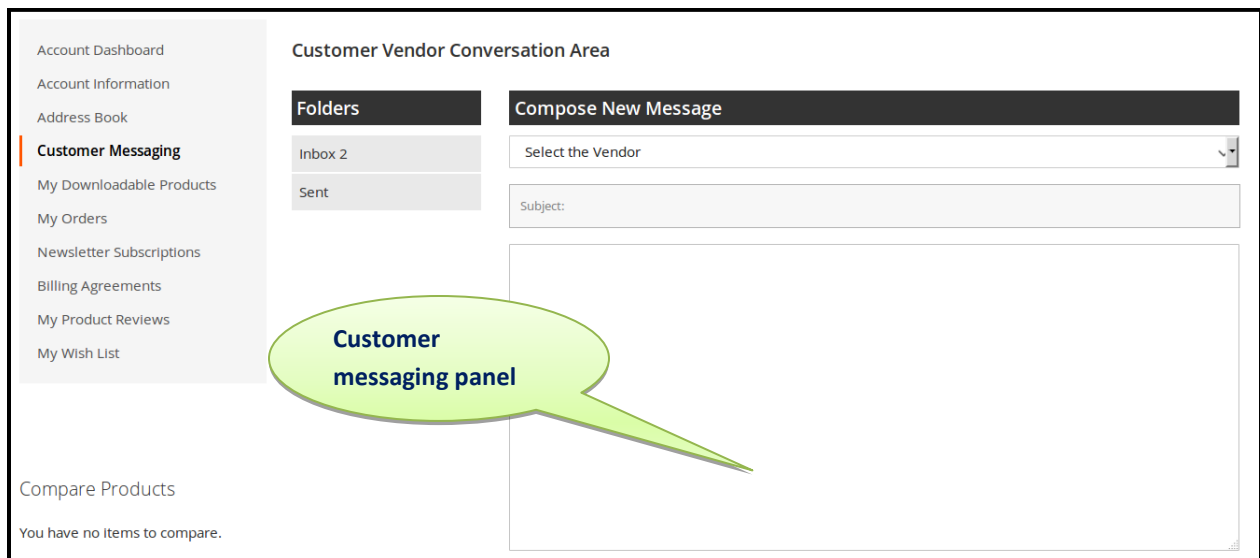 Account Dashboard
Account Information
Address Book
Customer Messaging
My Downloadable Products
My Orders
Newsletter Subscriptions
Billing Agreements
My Product Reviews
My Wish List
Compare Products
You have no items to compare.
Customer Vendor Conversation Area
Folders
Inbox 2
Sent
Compose New Message
Select the Vendor
Subject:
Customer
messaging panel